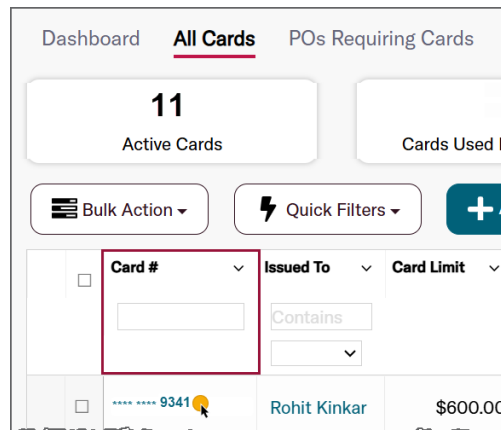 Dashboard All Cards POs Requiring Cards
11
Active Cards Cards Used
Bulk Action Quick Filters
Card # Issued To Card Limit
Contains
**** **** 9341 Rohit Kinkar $600.00